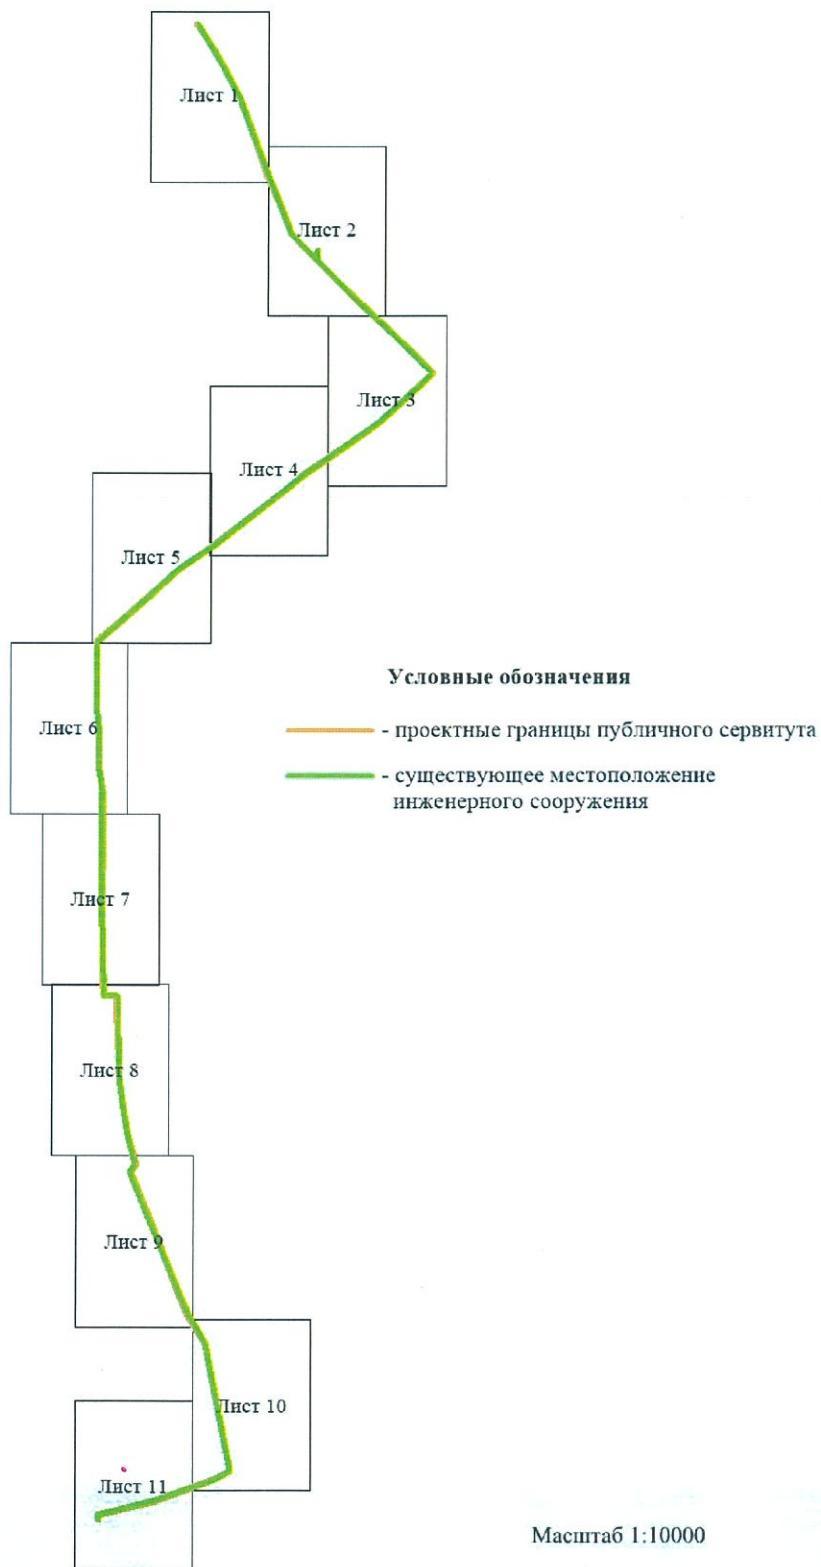 Лист 1
Лист 2
Лист 3
Лист 4
Лист 5
Условные обозначения
Лист 6
- проектные границы публичного сервитута
- существующее местоположение
инженерного сооружения
Лист 7
Лист 8
Лист 9
Лист 10
Лист 11
Масштаб 1:10000